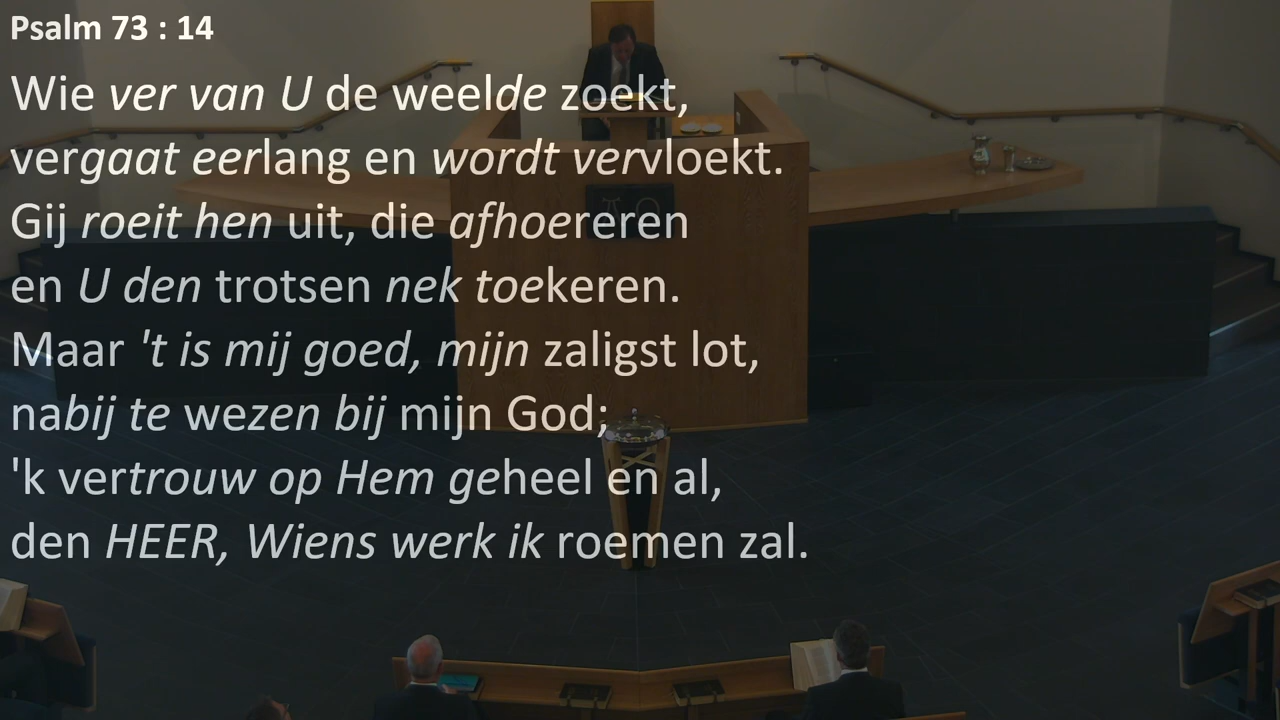 Psalm 73 : 14
Wie ver van U de weelde zoekt,
vergaat eerlang en wordt vervloekt.
Gij roeit hen uit, die afhoereren
en U den trotsen nek toekeren.
Maar 't is mij goed, mijn zaligst lot,
nabij te wezen bij mijn God;
'k vertrouw op Hem geheel en al,
den HEER, Wiens werk ik roemen zal.